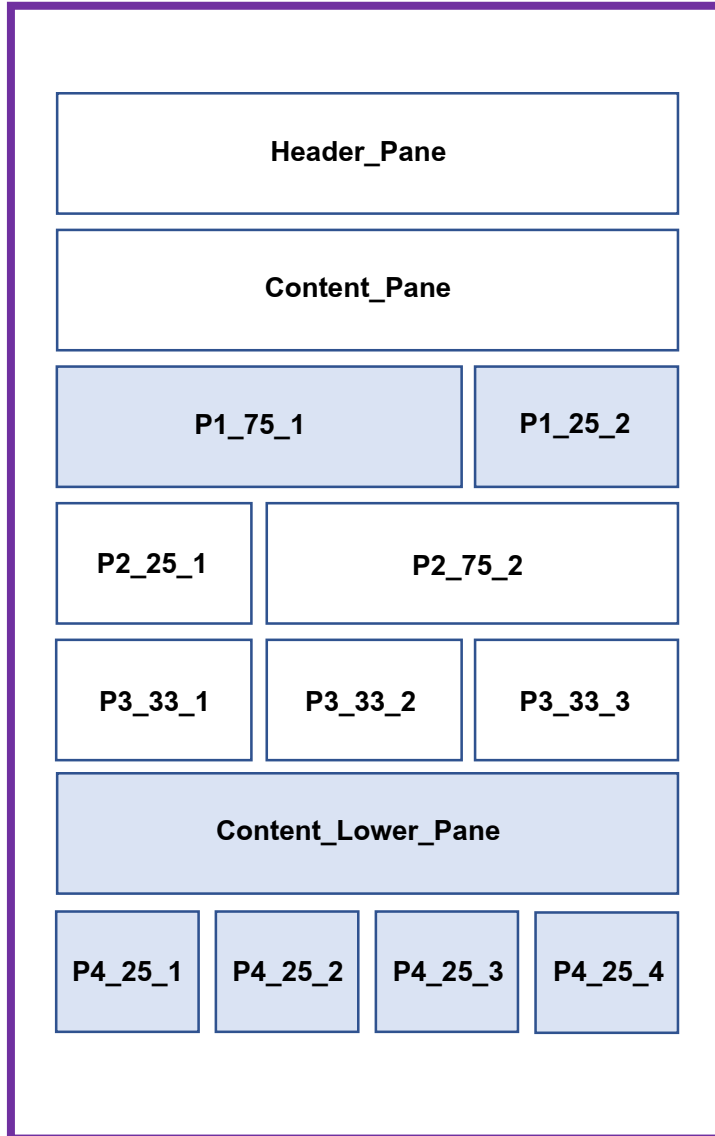 Header_Pane
Content_Pane
P1_75_1
P1_25_2
P2_25_1
P2_75_2
P3_33_1
P3_33_2
P3_33_3
Content_Lower_Pane
P4_25_1
P4_25_2
P4_25_3
P4_25_4